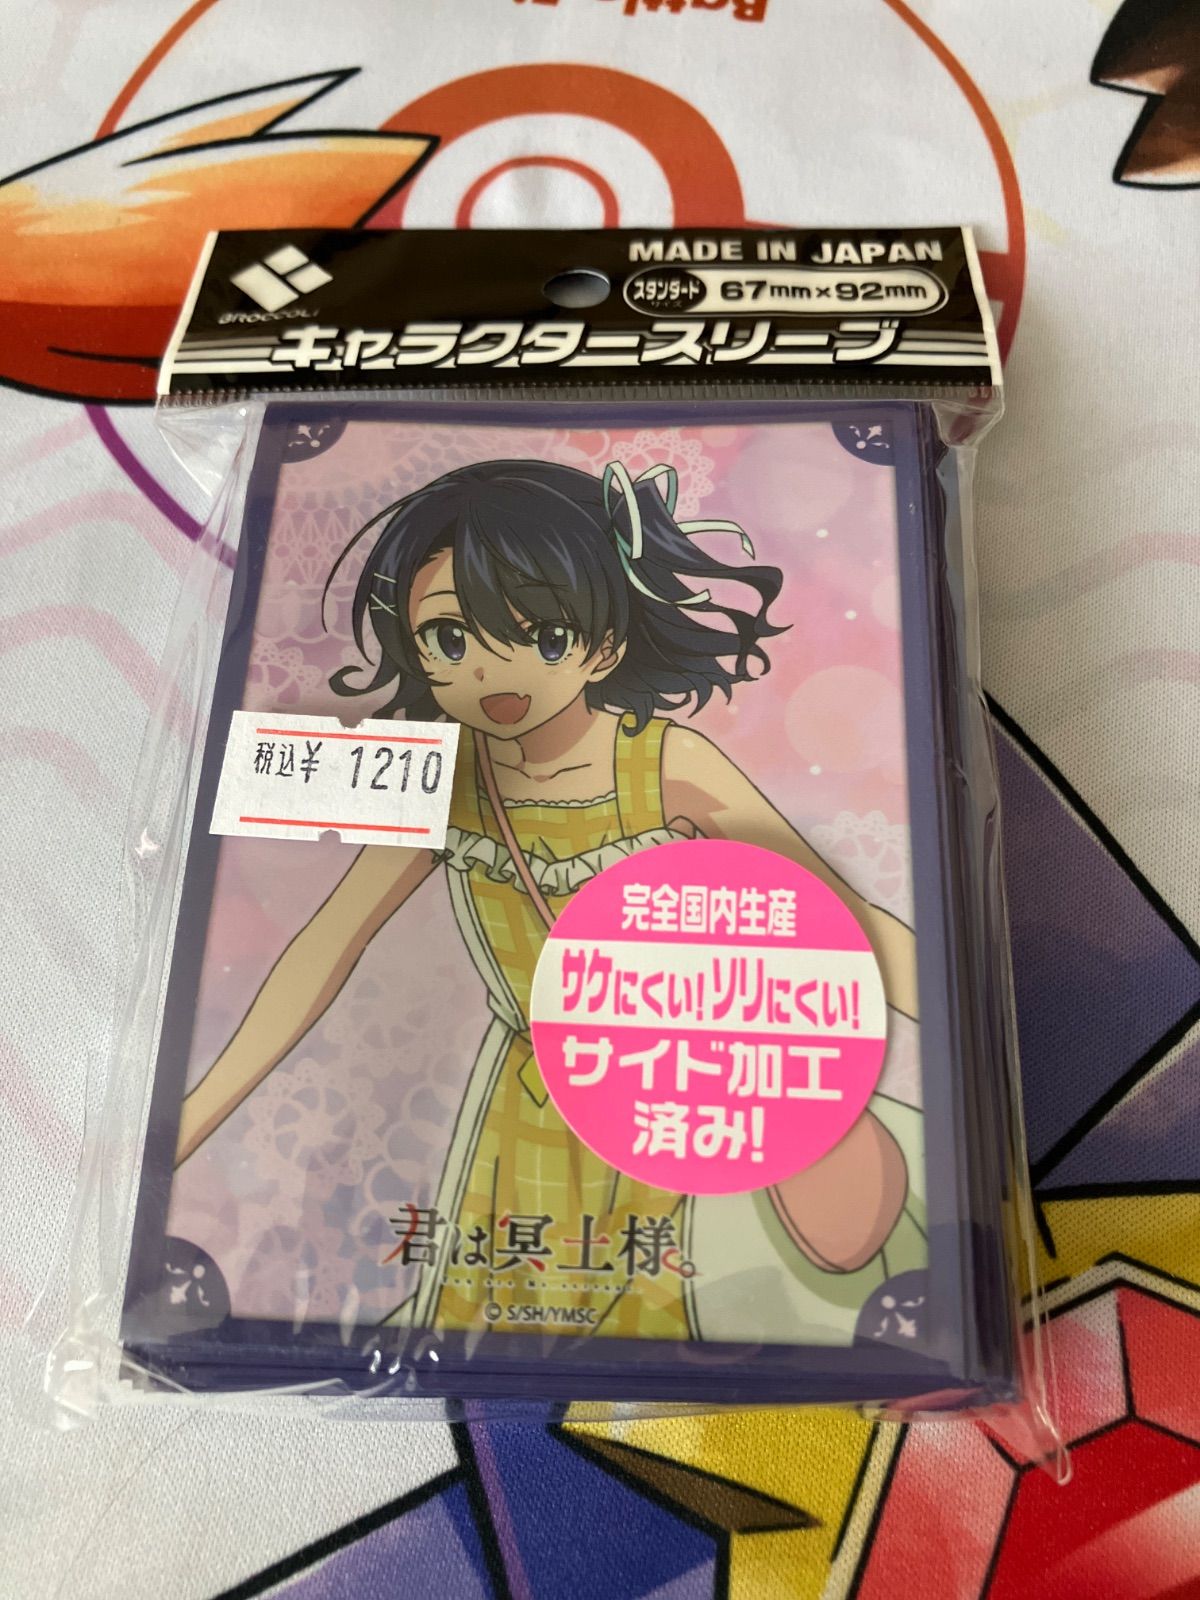 MADE IN JAPAN
スタンダード
サイズ
67mm×92mm
BROCCOLI
キャラクタースリーブ
税込¥ 1210
完全国内生産
サケにくい!ソリにくい!
サイド加工
済み!
君は冥土様。
© S/SH/YMSC